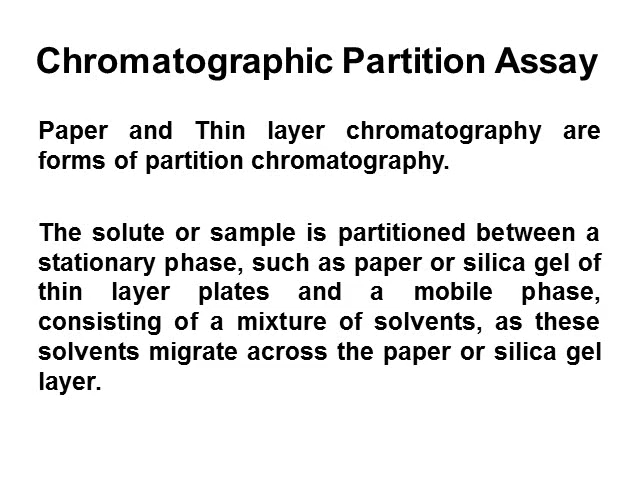 Chromatographic Partition Assay
Paper and Thin layer chromatography are
forms of partition chromatography.
The solute or sample is partitioned between a
stationary phase, such as paper or silica gel of
thin layer plates and a mobile phase,
consisting of a mixture of solvents, as these
solvents migrate across the paper or silica gel
layer.